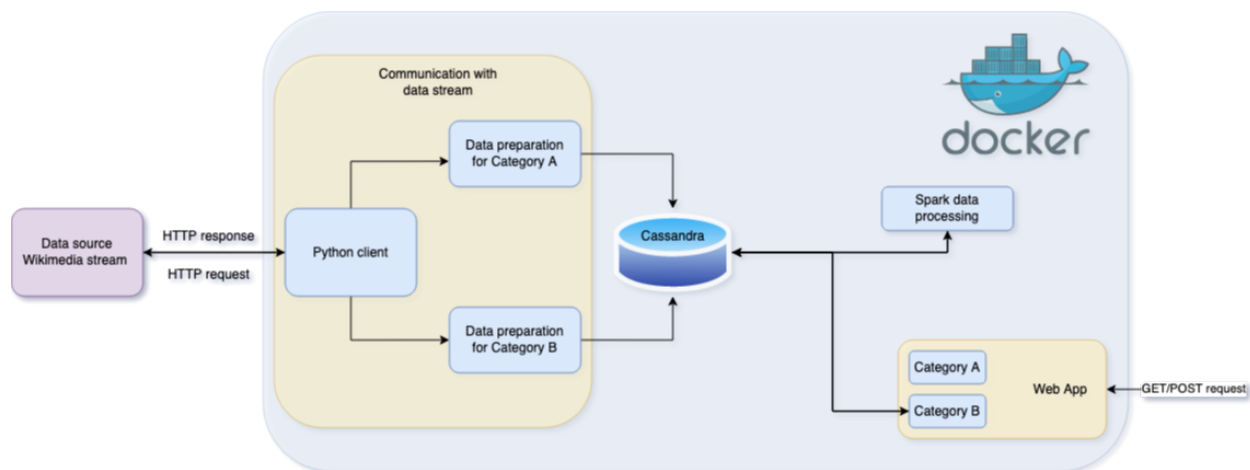 Communication with
data stream
docker
Data preparation
for Category A
Data source
Wikimedia stream
HTTP response
HTTP request
Python client
Cassandra
Spark data
processing
Data preparation
for Category B
Category A
Category B
Web App
GET/POST request